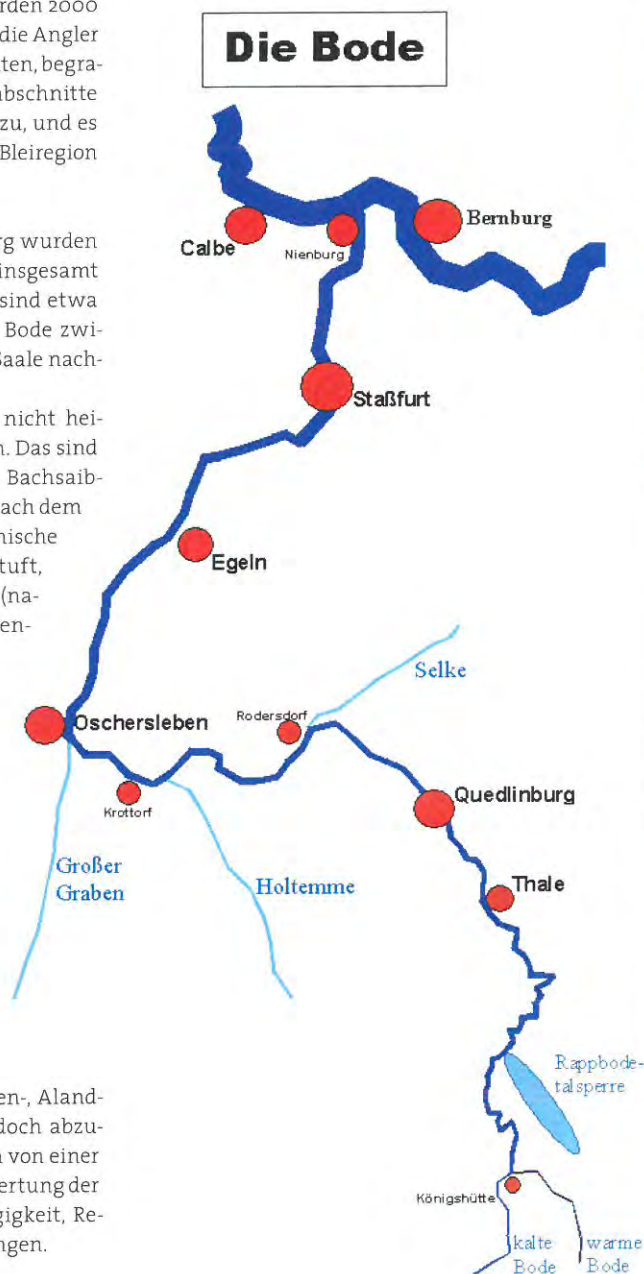 rden 2000
die Angler
ten, begra-
bschnitte
zu, und es
Bleiregion
rg wurden
insgesamt
sind etwa
Bode zwi-
Saale nach-
nicht hei-
n. Das sind
Bachsaib-
ach dem
nische
tuft,
(na-
en-
Die Bode
Calbe
Nienburg
Bernburg
Staßfurt
Egeln
Selke
Oschersleben
Rodersdorf
Krottorf
Quedlinburg
Großer
Graben
Holtemme
Thale
Rappbode-
talsperre
Königshütte
kalte
Bode
warme
Bode
en-, Aland-
doch abzu-
n von einer
ertung der
gigkeit, Re-
ngen.